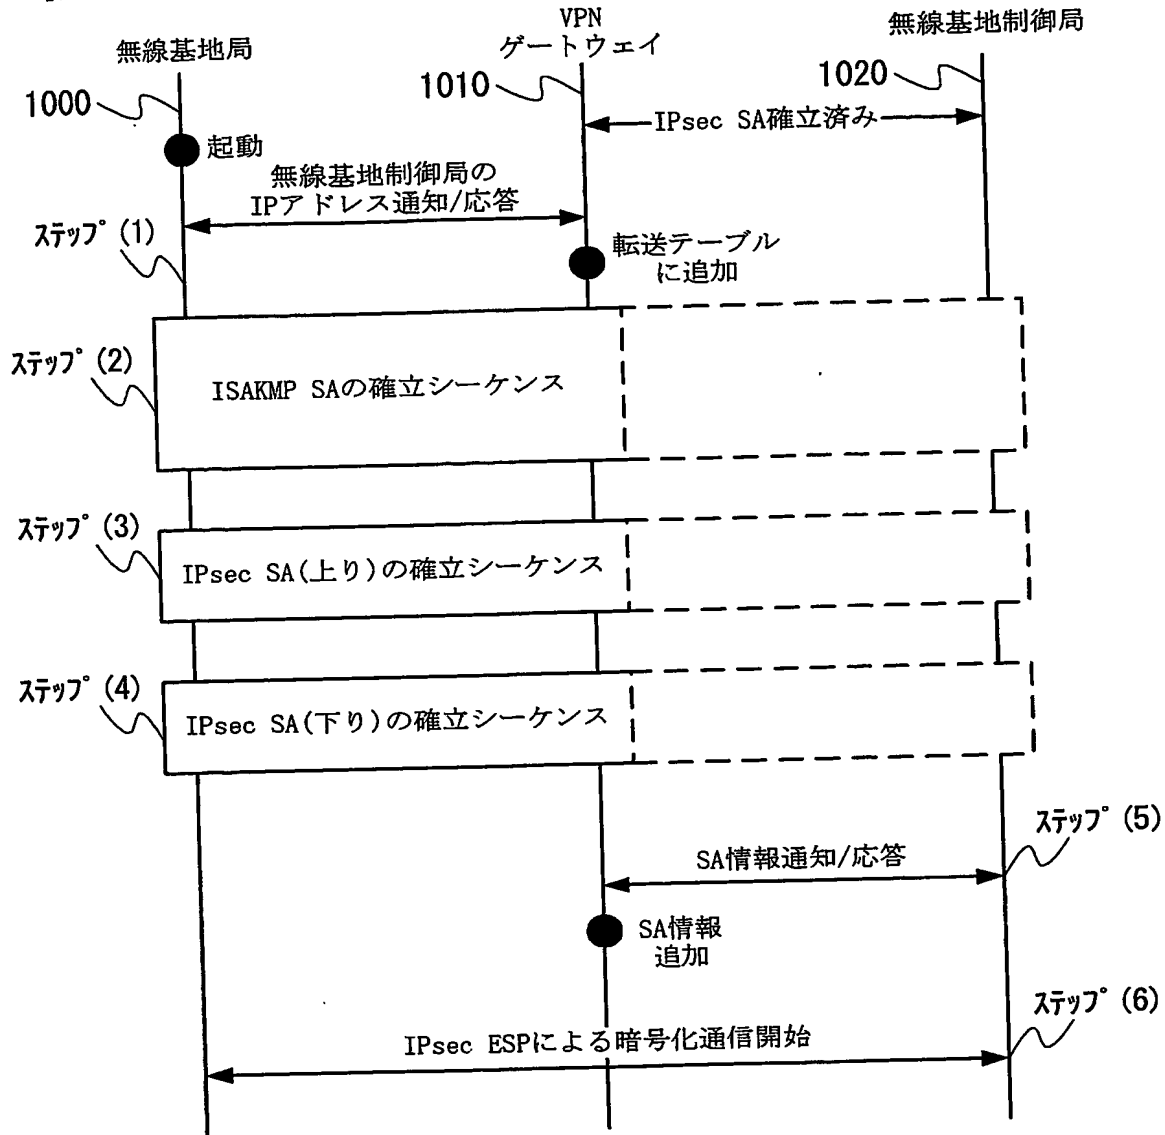 無線基地局
VPN
ゲートウェイ
無線基地制御局
1000
1010
1020
IPsec SA確立済み
起動
無線基地制御局の
IPアドレス通知/応答
ステップ(1)
転送テーブル
に追加
ステップ(2)
ISAKMP SAの確立シーケンス
ステップ(3)
IPsec SA(上り)の確立シーケンス
ステップ(4)
IPsec SA(下り)の確立シーケンス
ステップ(5)
SA情報通知/応答
SA情報
追加
ステップ(6)
IPsec ESPによる暗号化通信開始